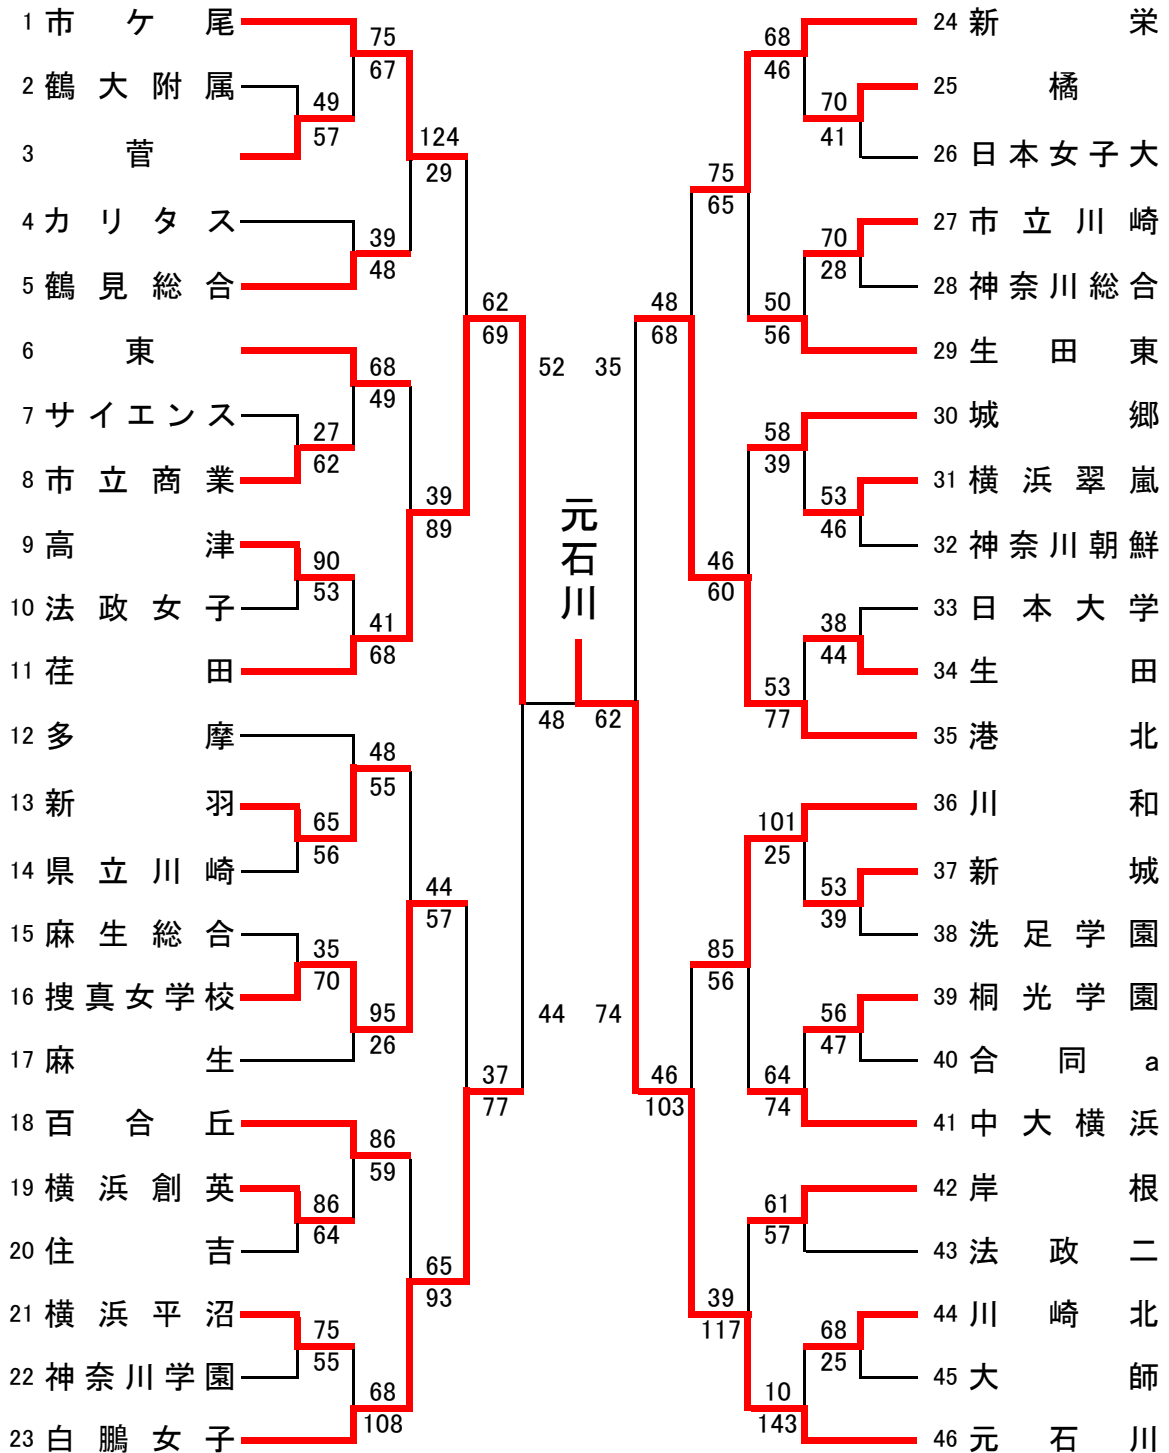 1 市ケ尾
2 鶴大附属
3 菅
4 カリタス
5 鶴見総合
6 東
7 サイエンス
8 市立商業
9 高津
10 法政女子
11 荏田
12 多摩
13 新羽
14 県立川崎
15 麻生総合
16 捜真女学校
17 麻生
18 百合丘
19 横浜創英
20 住吉
21 横浜平沼
22 神奈川学園
23 白鵬女子
49
57
27
62
90
53
65
56
35
70
86
64
75
55
75
67
39
48
68
49
41
68
48
55
95
26
86
59
68
108
124
29
39
89
44
57
65
93
62
69
37
77
52 35
元石川
48 62
44 74
48
68
46
103
75
65
46
60
85
56
39
117
68
46
50
56
58
39
53
77
101
25
64
74
61
57
10
143
70
41
70
28
53
46
38
44
53
39
56
47
68
25
24 新栄
25 橘
26 日本女子大
27 市立川崎
28 神奈川総合
29 生田東
30 城郷
31 横浜翠嵐
32 神奈川朝鮮
33 日本大学
34 生田
35 港北
36 川和
37 新城
38 洗足学園
39 桐光学園
40 合同a
41 中大横浜
42 岸根
43 法政二
44 川崎北
45 大師
46 元石川